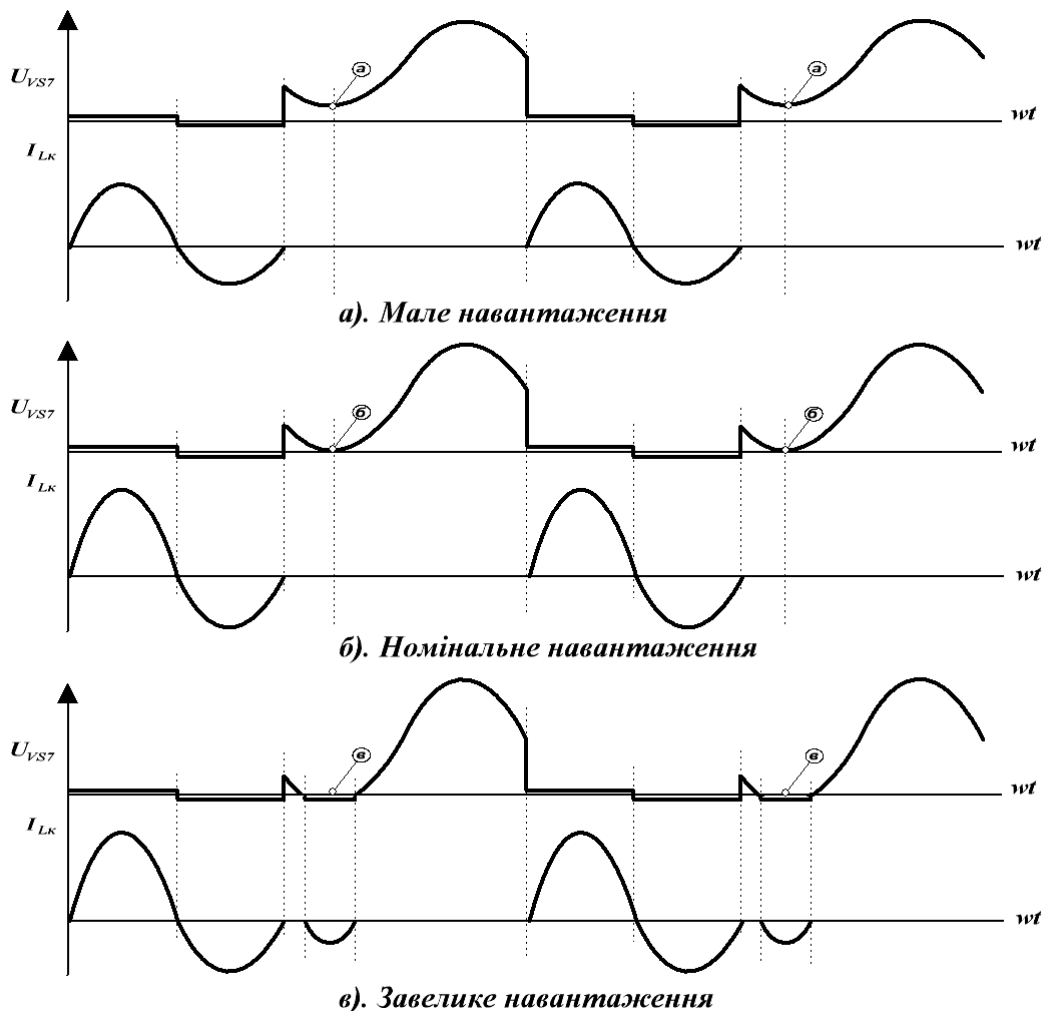 U_VS7
а
а
wt
I_Lк
wt
а). Мале навантаження
U_VS7
б
б
wt
I_Lк
wt
б). Номінальне навантаження
U_VS7
в
в
wt
I_Lк
wt
в). Завелике навантаження